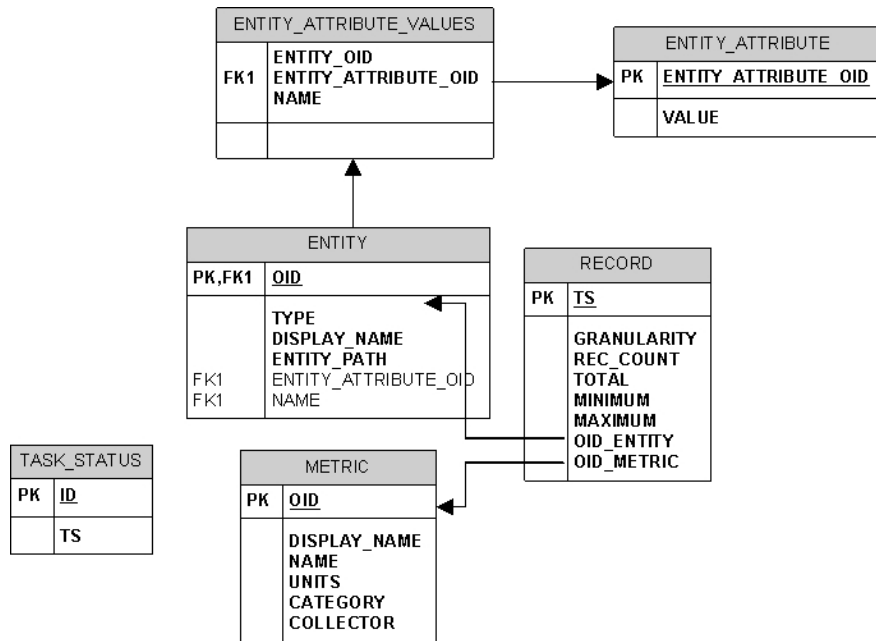 ENTITY_ATTRIBUTE_VALUES
ENTITY_OID
FK1 ENTITY_ATTRIBUTE_OID
NAME
ENTITY_ATTRIBUTE
PK ENTITY_ATTRIBUTE_OID
VALUE
ENTITY
PK,FK1 OID
TYPE
DISPLAY_NAME
ENTITY_PATH
FK1 ENTITY_ATTRIBUTE_OID
FK1 NAME
RECORD
PK TS
GRANULARITY
REC_COUNT
TOTAL
MINIMUM
MAXIMUM
OID_ENTITY
OID_METRIC
TASK_STATUS
PK ID
TS
METRIC
PK OID
DISPLAY_NAME
NAME
UNITS
CATEGORY
COLLECTOR